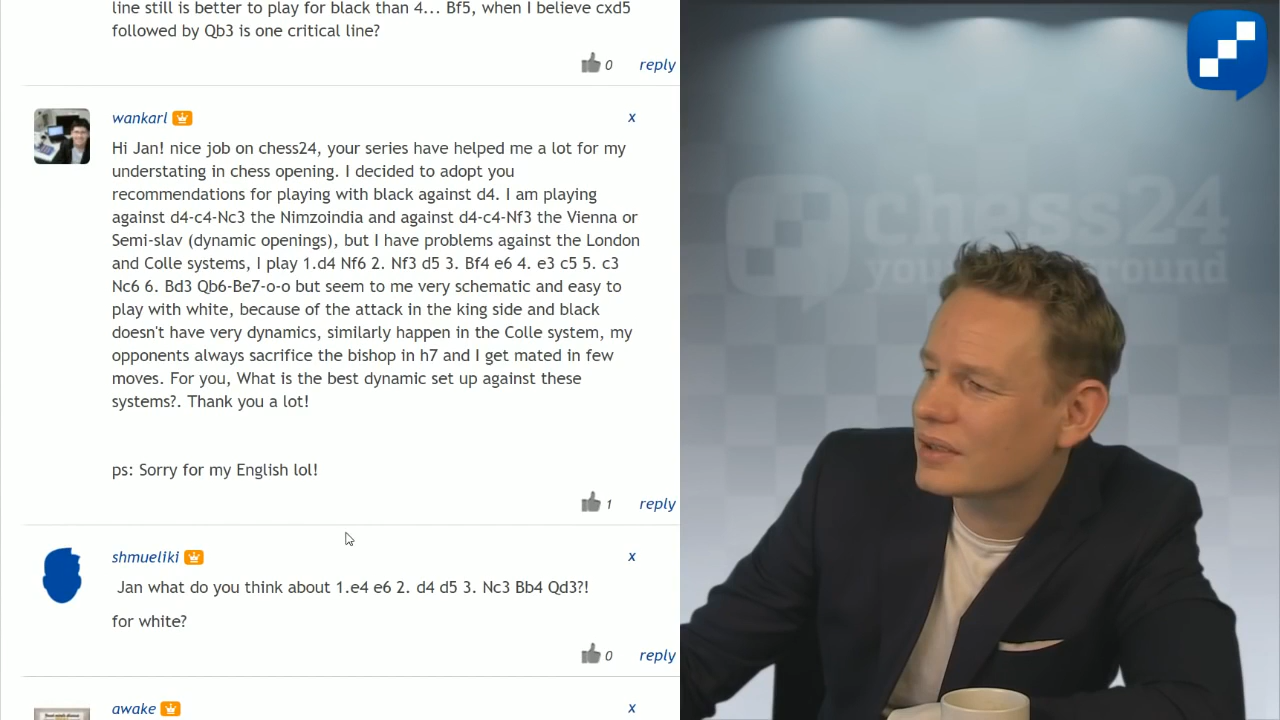 line still is better to play for black than 4... Bf5, when I believe cxd5
followed by Qb3 is one critical line?
0 reply
wankarl x
Hi Jan! nice job on chess24, your series have helped me a lot for my
understating in chess opening. I decided to adopt you
recommendations for playing with black against d4. I am playing
against d4-c4-Nc3 the Nimzoindia and against d4-c4-Nf3 the Vienna or
Semi-slav (dynamic openings), but I have problems against the London
and Colle systems, I play 1.d4 Nf6 2. Nf3 d5 3. Bf4 e6 4. e3 c5 5. c3
Nc6 6. Bd3 Qb6-Be7-o-o but seem to me very schematic and easy to
play with white, because of the attack in the king side and black
doesn't have very dynamics, similarly happen in the Colle system, my
opponents always sacrifice the bishop in h7 and I get mated in few
moves. For you, What is the best dynamic set up against these
systems?. Thank you a lot!
ps: Sorry for my English lol!
1 reply
shmueliki x
Jan what do you think about 1.e4 e6 2. d4 d5 3. Nc3 Bb4 Qd3?!
for white?
0 reply
awake x
chess24